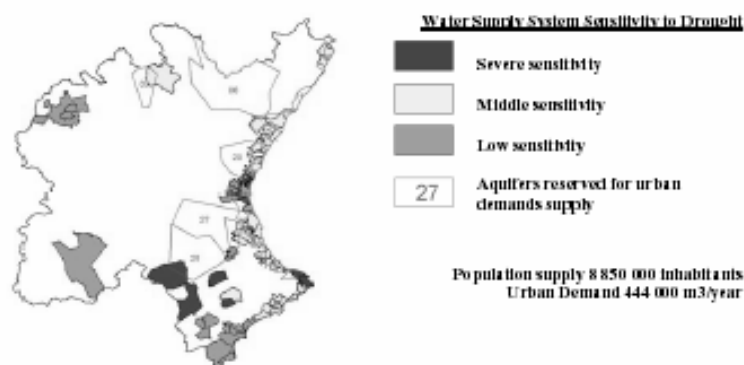 Water Supply System Sensitivity to Drought
Severe sensitivity
Middle sensitivity
Low sensitivity
27
Aquifers reserved for urban
demands supply
27
Population supply 8 850 000 inhabitants
Urban Demand 444 000 m3/year